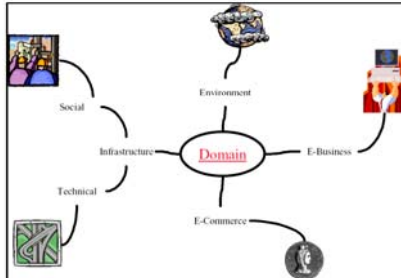 Environment
Social
Infrastructure
Domain
E-Business
Technical
E-Commerce